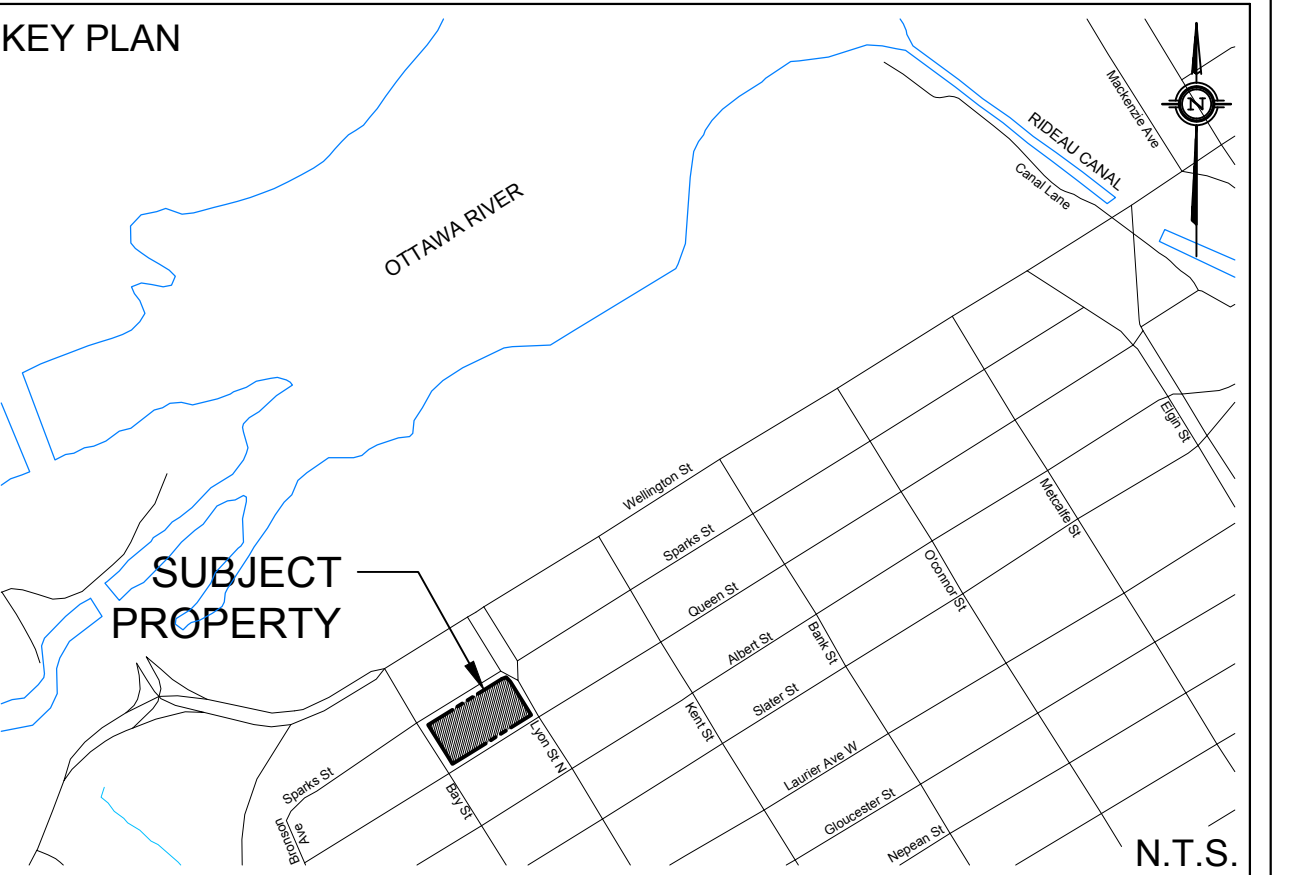 KEY PLAN
Mackenzie Ave
N
RIDEAU CANAL
Canal Lane
OTTAWA RIVER
Elgin St
Wellington St
Metcalfe St
Sparks St
O'connor St
Queen St
SUBJECT
PROPERTY
Albert St
Bank St
Slater St
Kent St
Lyon St N
Laurier Ave W
Sparks St
Bay St
Gloucester St
Bronson
Ave
Nepean St
N.T.S.